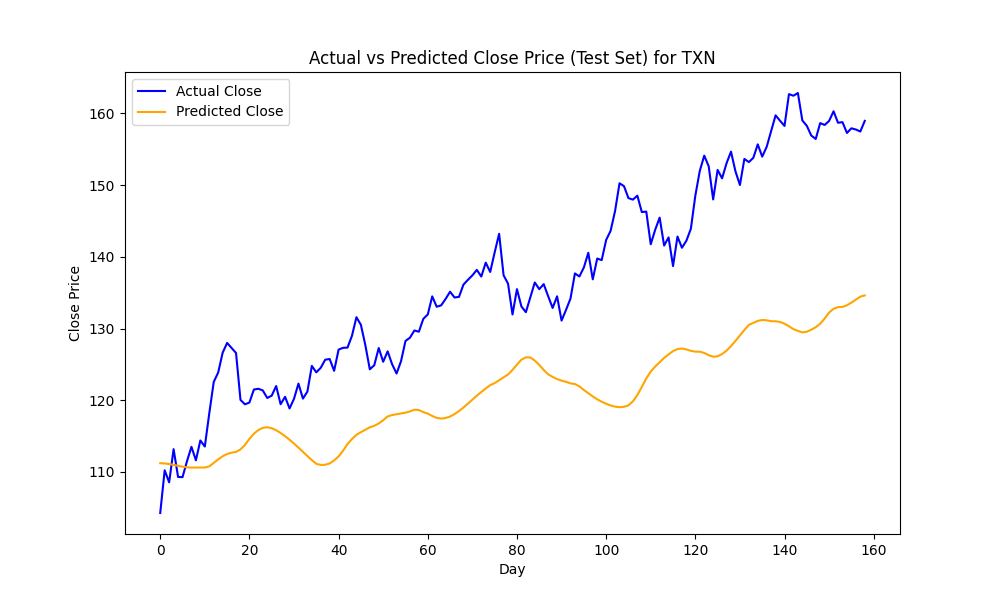 Actual vs Predicted Close Price (Test Set) for TXN
Actual Close
Predicted Close
Close Price
160
150
140
130
120
110
0 20 40 60 80 100 120 140 160
Day